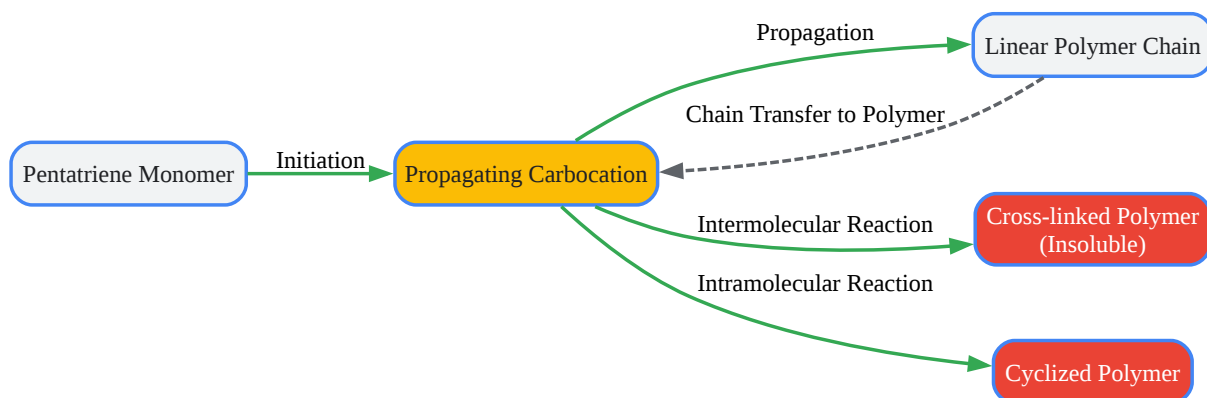 Propagation
Linear Polymer Chain
Chain Transfer to Polymer
Pentatriene Monomer
Initiation
Propagating Carbocation
Intermolecular Reaction
Cross-linked Polymer
(Insoluble)
Intramolecular Reaction
Cyclized Polymer